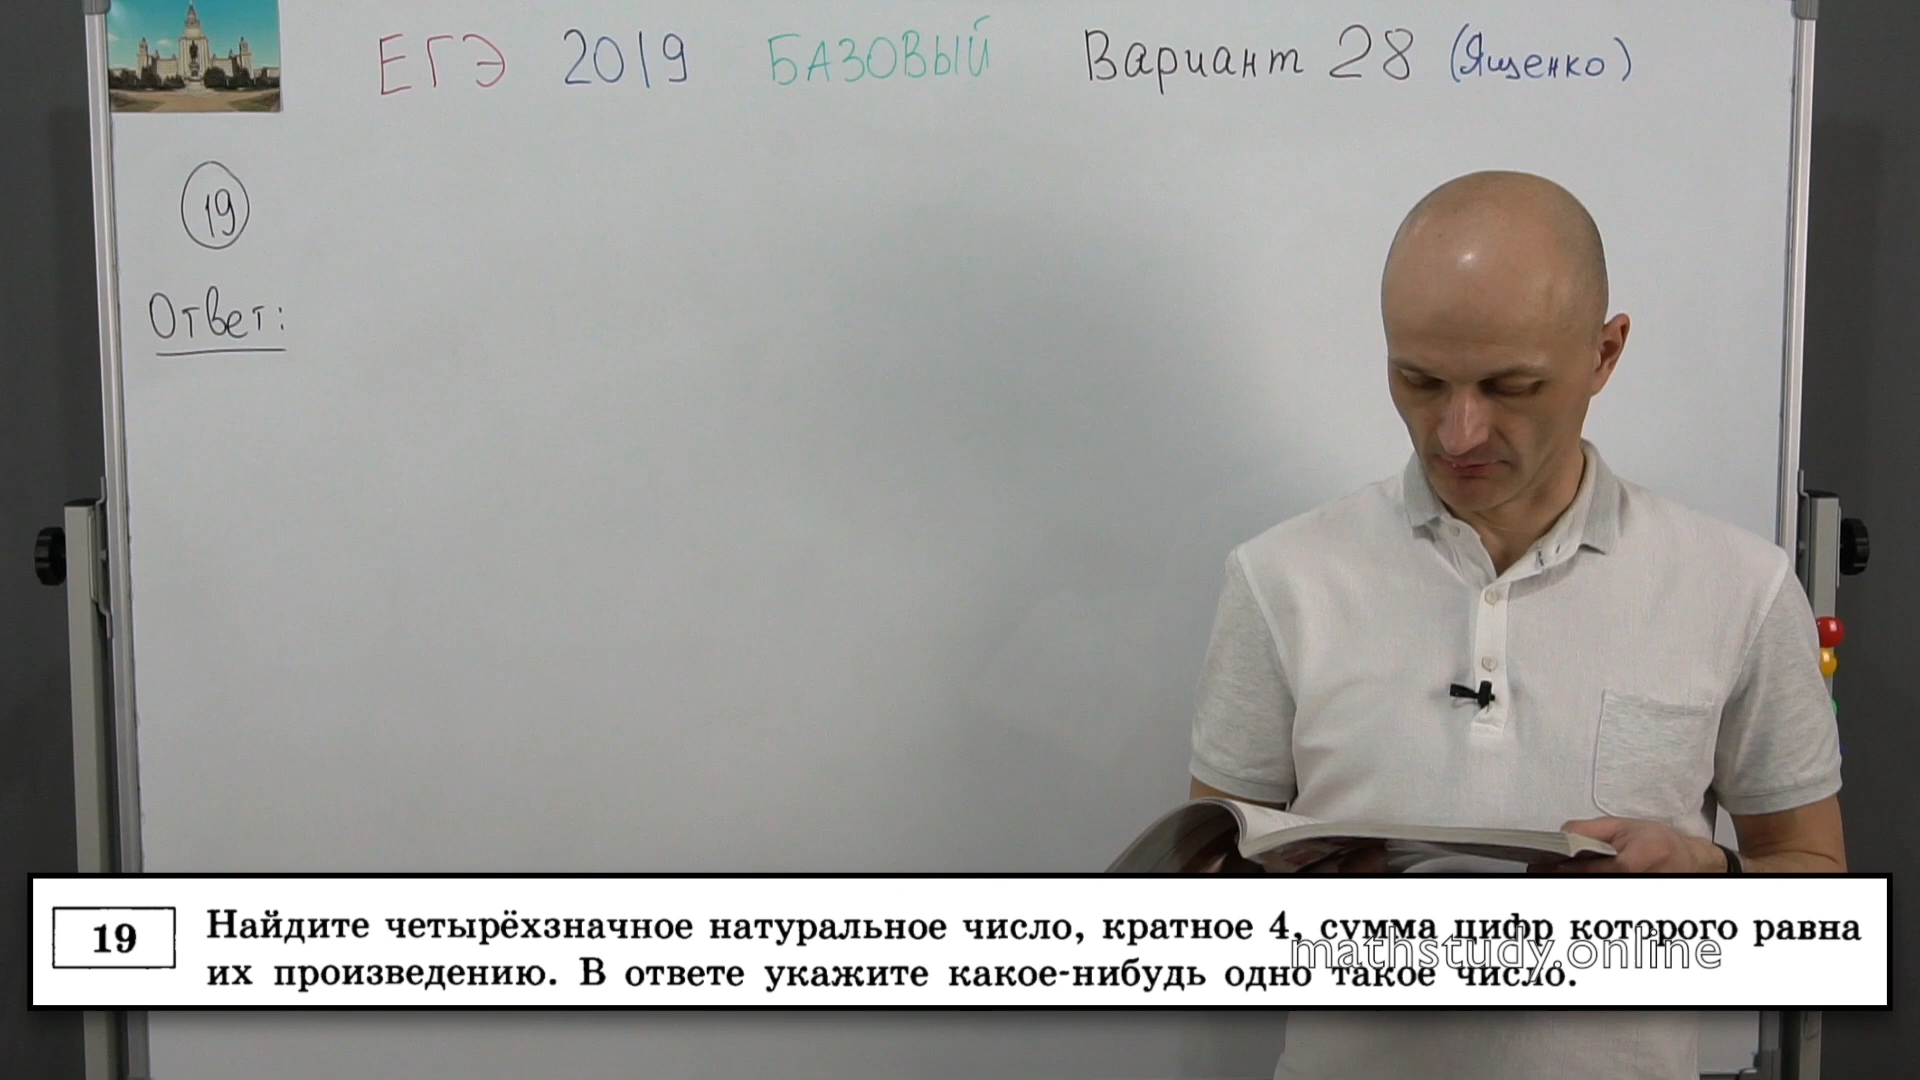 ЕГЭ 2019 БАЗОВЫЙ Вариант 28 (Ященко)
19
Ответ:
19 Найдите четырёхзначное натуральное число, кратное 4, сумма цифр которого равна
их произведению. В ответе укажите какое-нибудь одно такое число.
mathstudy.online